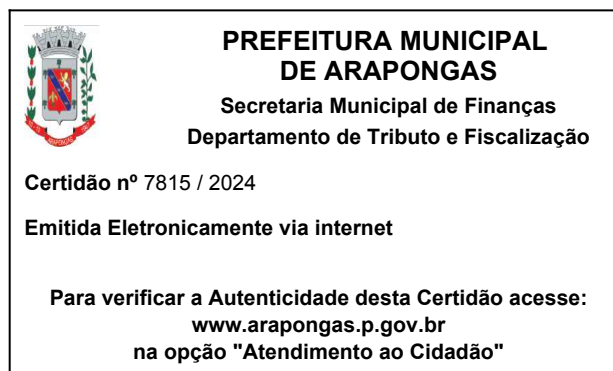 PREFEITURA MUNICIPAL
DE ARAPONGAS
Secretaria Municipal de Finanças
Departamento de Tributo e Fiscalização
Certidão nº 7815 / 2024
Emitida Eletronicamente via internet
Para verificar a Autenticidade desta Certidão acesse:
www.arapongas.p.gov.br
na opção "Atendimento ao Cidadão"
ARAPONGAS